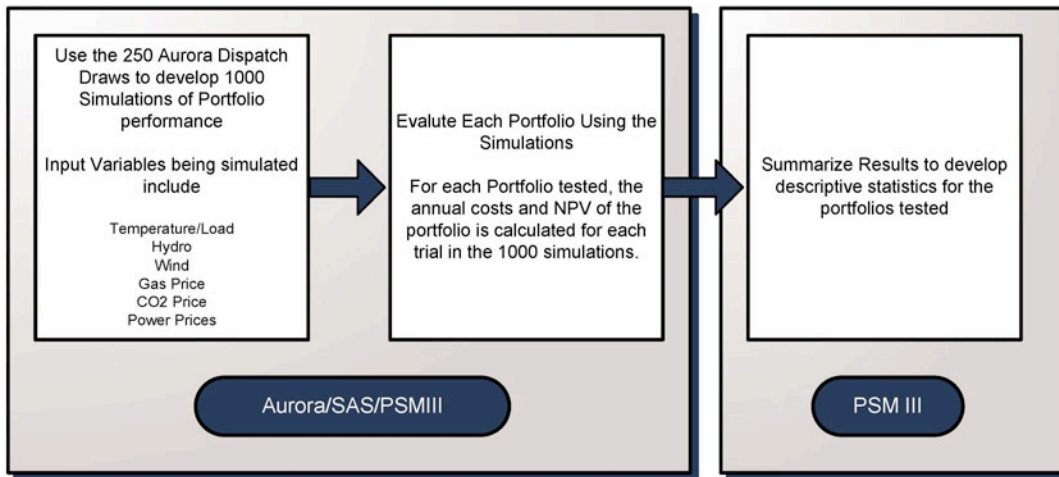 Use the 250 Aurora Dispatch
Draws to develop 1000
Simulations of Portfolio
performance
Input Variables being simulated
include
Temperature/Load
Hydro
Wind
Gas Price
CO2 Price
Power Prices
Evalute Each Portfolio Using the
Simulations
For each Portfolio tested, the
annual costs and NPV of the
portfolio is calculated for each
trial in the 1000 simulations.
Summarize Results to develop
descriptive statistics for the
portfolios tested
Aurora/SAS/PSMIII
PSM III